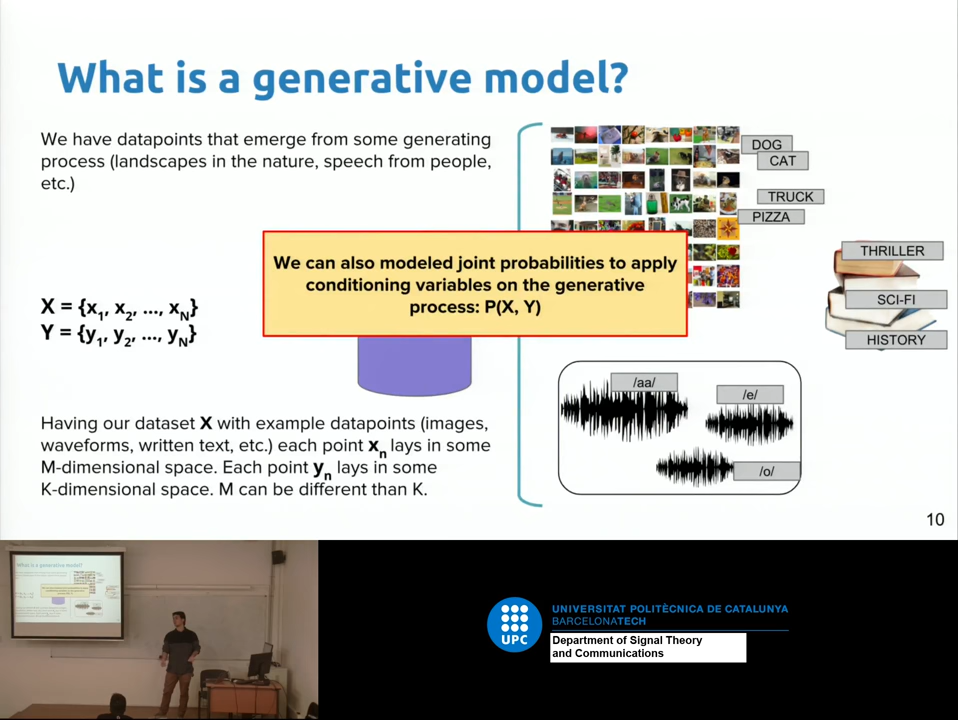 What is a generative model?
We have datapoints that emerge from some generating
process (landscapes in the nature, speech from people,
etc.)
DOG
CAT
TRUCK
PIZZA
We can also modeled joint probabilities to apply
conditioning variables on the generative
process: P(X, Y)
THRILLER
SCI-FI
HISTORY
X = {x1, x2, ..., xN}
Y = {y1, y2, ..., yN}
/aa/
/e/
/o/
Having our dataset X with example datapoints (images,
waveforms, written text, etc.) each point xn lays in some
M-dimensional space. Each point yn lays in some
K-dimensional space. M can be different than K.
10
What is a generative model?
UPC
UNIVERSITAT POLITÈCNICA DE CATALUNYA
BARCELONATECH
Department of Signal Theory
and Communications